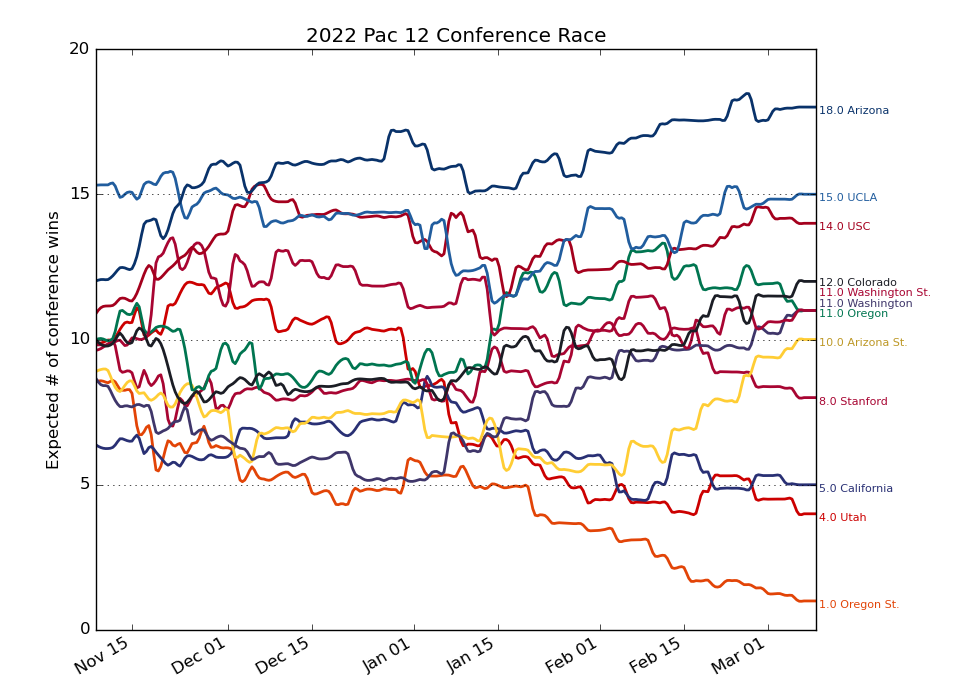 2022 Pac 12 Conference Race
Expected # of conference wins
20
15
10
5
0
18.0 Arizona
15.0 UCLA
14.0 USC
12.0 Colorado
11.0 Washington St.
11.0 Washington
11.0 Oregon
10.0 Arizona St.
8.0 Stanford
5.0 California
4.0 Utah
1.0 Oregon St.
Nov 15
Dec 01
Dec 15
Jan 01
Jan 15
Feb 01
Feb 15
Mar 01